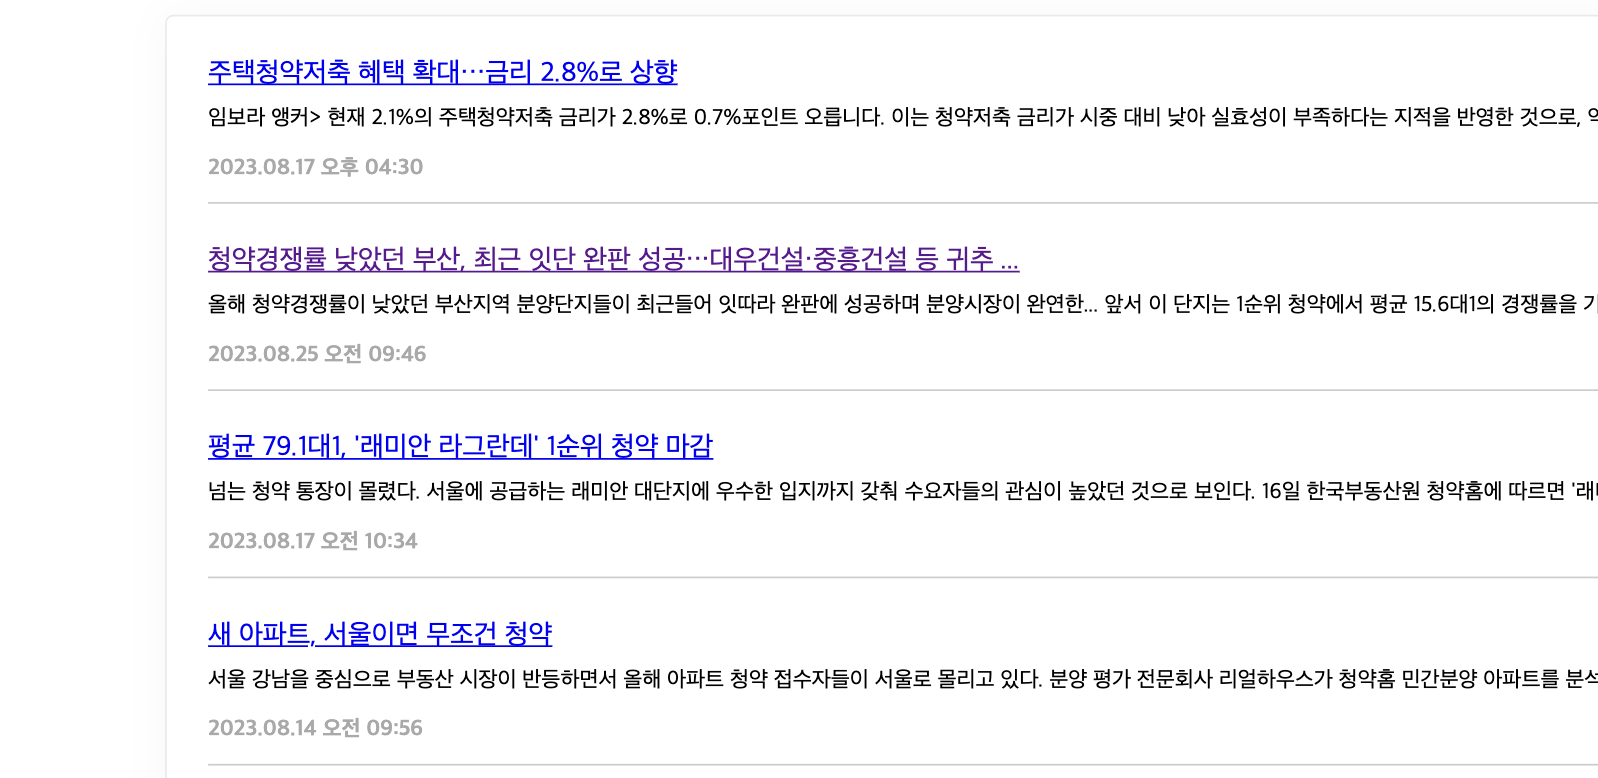 주택청약저축 혜택 확대…금리 2.8%로 상향
임보라 앵커> 현재 2.1%의 주택청약저축 금리가 2.8%로 0.7%포인트 오릅니다. 이는 청약저축 금리가 시중 대비 낮아 실효성이 부족하다는 지적을 반영한 것으로,
2023.08.17 오후 04:30
청약경쟁률 낮았던 부산, 최근 잇단 완판 성공…대우건설·중흥건설 등 귀추 ...
올해 청약경쟁률이 낮았던 부산지역 분양단지들이 최근들어 잇따라 완판에 성공하며 분양시장이 완연한... 앞서 이 단지는 1순위 청약에서 평균 15.6대1의 경쟁률을
2023.08.25 오전 09:46
평균 79.1대1, '래미안 라그란데' 1순위 청약 마감
넘는 청약 통장이 몰렸다. 서울에 공급하는 래미안 대단지에 우수한 입지까지 갖춰 수요자들의 관심이 높았던 것으로 보인다. 16일 한국부동산원 청약홈에 따르면
2023.08.17 오전 10:34
새 아파트, 서울이면 무조건 청약
서울 강남을 중심으로 부동산 시장이 반등하면서 올해 아파트 청약 접수자들이 서울로 몰리고 있다. 분양 평가 전문회사 리얼하우스가 청약홈 민간분양 아파트를
2023.08.14 오전 09:56